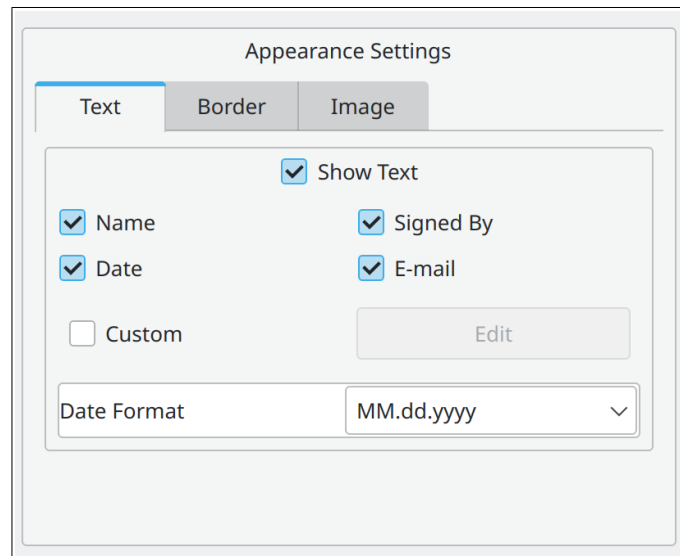 Appearance Settings
Text Border Image
Show Text
Name Signed By
Date E-mail
Custom Edit
Date Format MM.dd.yyyy